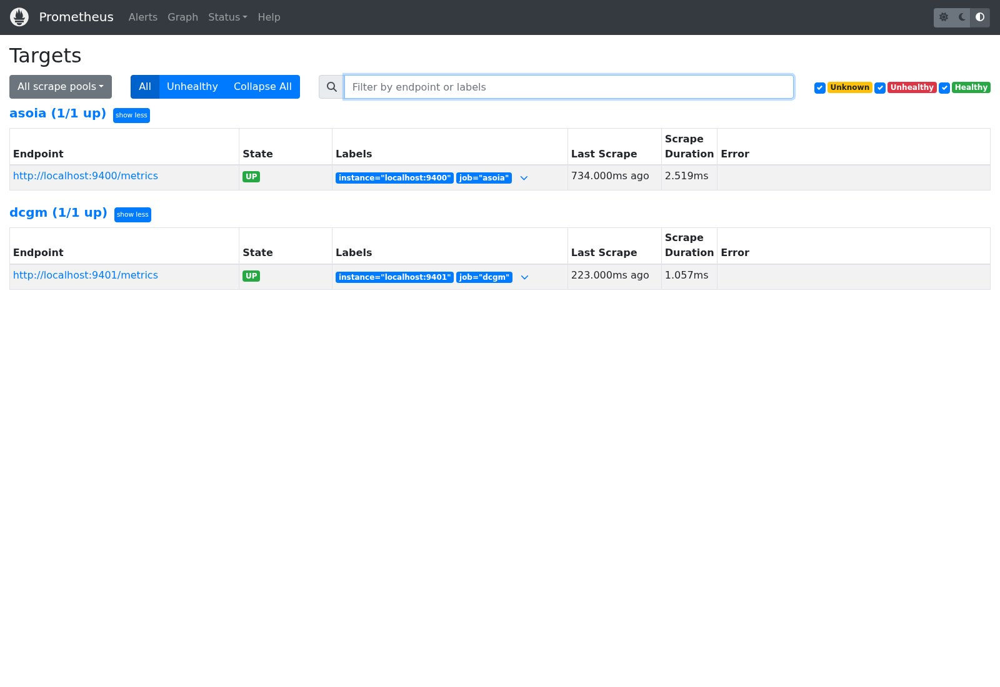 Prometheus Alerts Graph Status Help
Targets
All scrape pools All Unhealthy Collapse All Filter by endpoint or labels Unknown Unhealthy Healthy
asoia (1/1 up) show less
Endpoint State Labels Last Scrape Scrape Duration Error
http://localhost:9400/metrics UP instance="localhost:9400" job="asoia" 734.000ms ago 2.519ms
dcgm (1/1 up) show less
Endpoint State Labels Last Scrape Scrape Duration Error
http://localhost:9401/metrics UP instance="localhost:9401" job="dcgm" 223.000ms ago 1.057ms